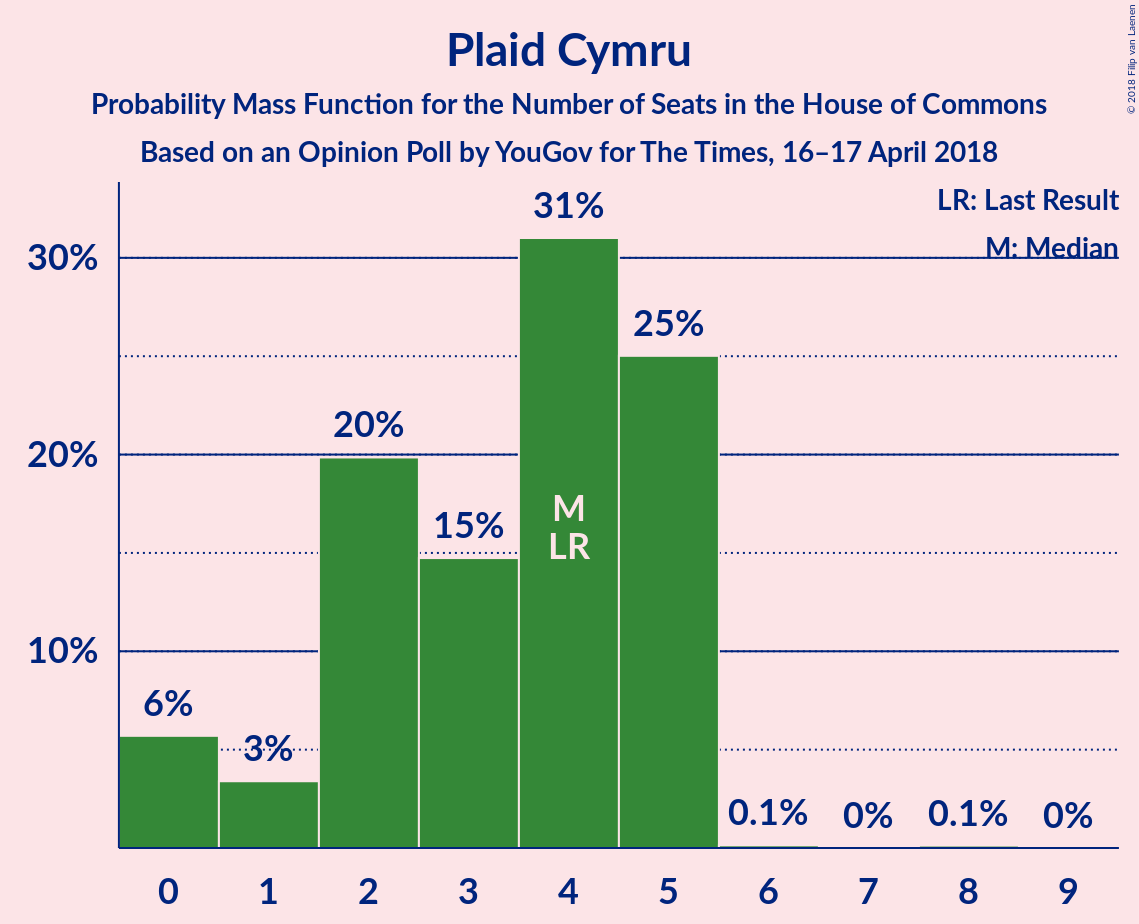 Plaid Cymru
Probability Mass Function for the Number of Seats in the House of Commons
Based on an Opinion Poll by YouGov for The Times, 16–17 April 2018
© 2018 Filip van Laenen
LR: Last Result
M: Median
30%
20%
10%
6%
3%
20%
15%
31%
25%
0.1%
0%
0.1%
0%
M
LR
0 1 2 3 4 5 6 7 8 9